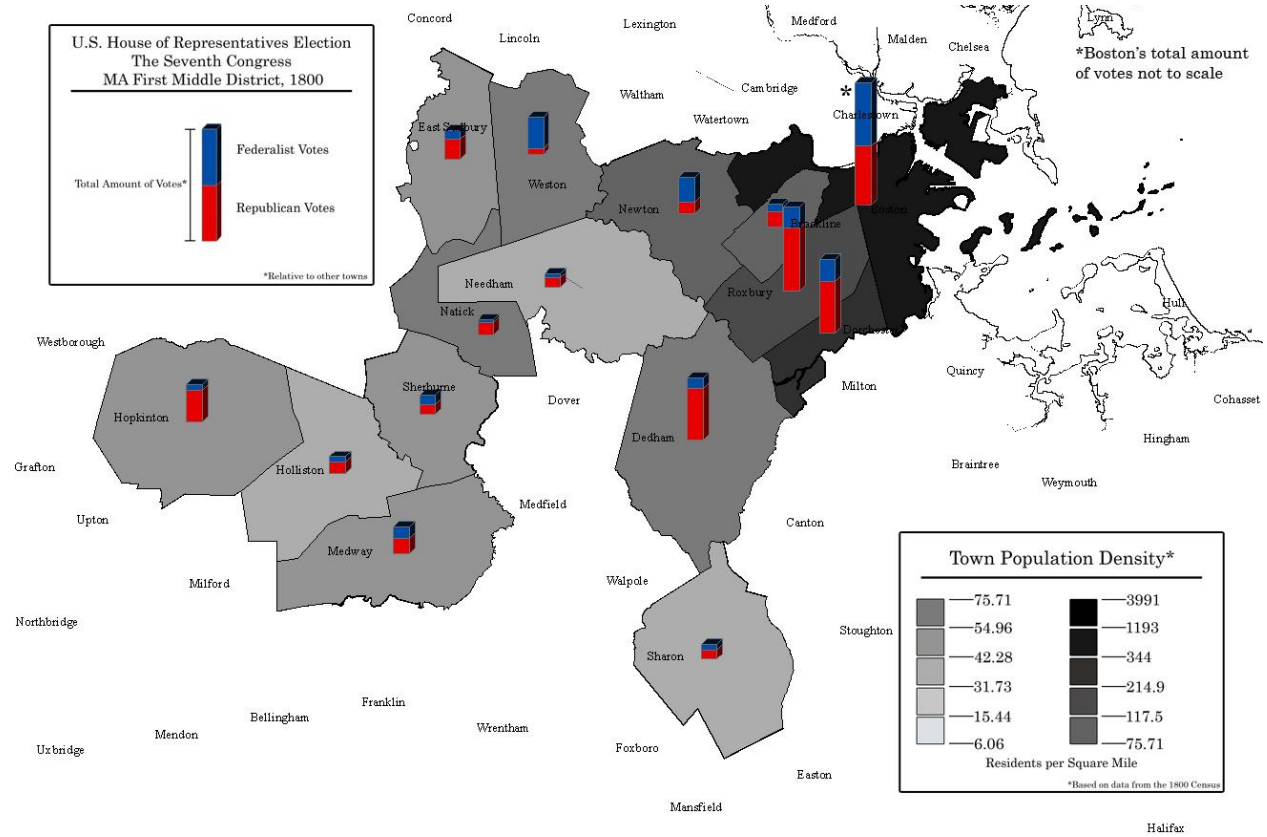 Concord
Lexington
Medford
Lynn
Lincoln
Malden
Chelsea
U.S. House of Representatives Election
The Seventh Congress
MA First Middle District, 1800
Total Amount of Votes*
Federalist Votes
Republican Votes
*Relative to other towns
*Boston's total amount
of votes not to scale
*
Waltham
Cambridge
Watertown
Charlestown
East Sudbury
Weston
Newton
Boston
Brookline
Needham
Roxbury
Natick
Dorchester
Hull
Westborough
Quincy
Sherburne
Milton
Dover
Cohasset
Hopkinton
Dedham
Hingham
Grafton
Holliston
Braintree
Weymouth
Medfield
Upton
Canton
Medway
Milford
Walpole
Northbridge
Stoughton
Sharon
Franklin
Bellingham
Wrentham
Mendon
Uxbridge
Foxboro
Easton
Mansfield
Halifax
Town Population Density*
75.71
54.96
42.28
31.73
15.44
6.06
3991
1193
344
214.9
117.5
75.71
Residents per Square Mile
*Based on data from the 1800 Census